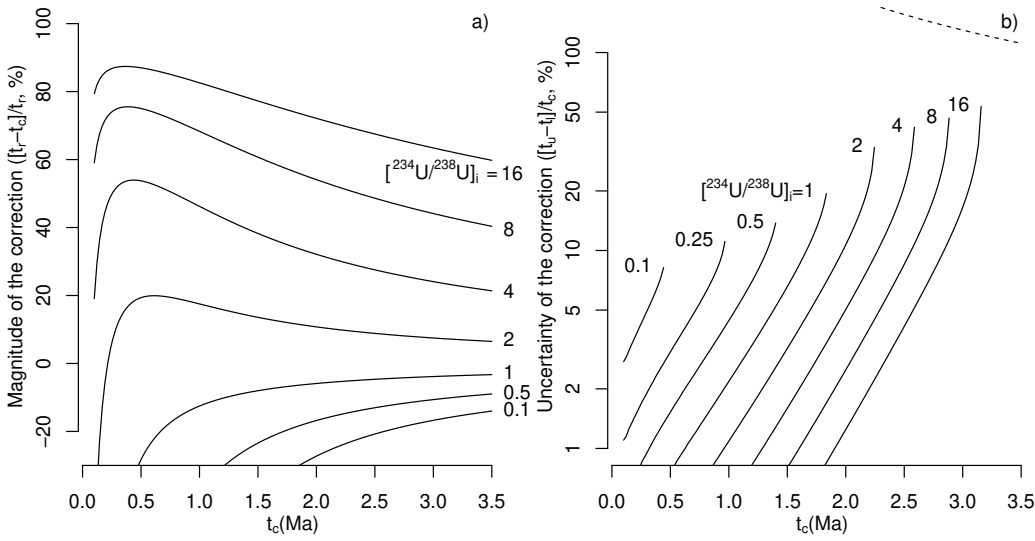 a)
Magnitude of the correction ([tᵣ−t꜀]/tᵣ, %)
100
80
60
40
20
0
−20
[²³⁴U/²³⁸U]ᵢ = 16
8
4
2
1
0.5
0.1
0.0 0.5 1.0 1.5 2.0 2.5 3.0 3.5
t꜀(Ma)
b)
Uncertainty of the correction ([tᵤ−tₗ]/t꜀, %)
100
50
20
10
5
2
1
0.1
0.25
0.5
[²³⁴U/²³⁸U]ᵢ=1
2
4
8
16
0.0 0.5 1.0 1.5 2.0 2.5 3.0 3.5
t꜀(Ma)